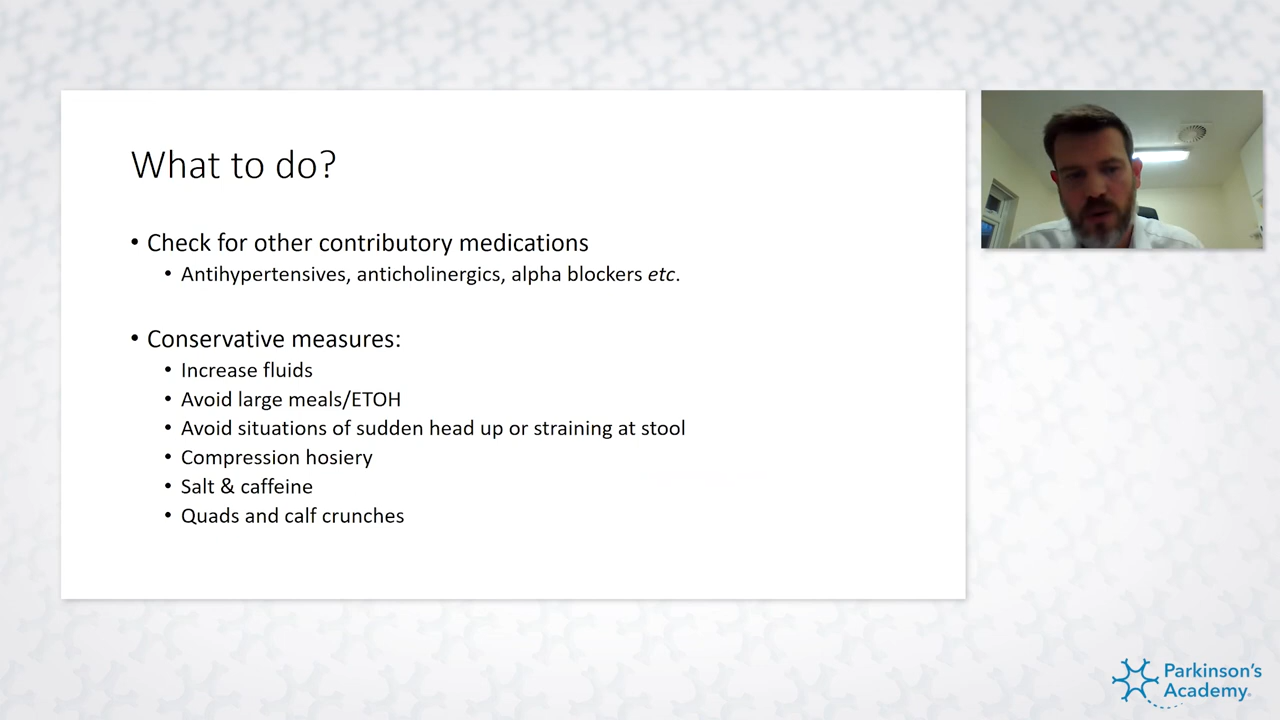 What to do?
• Check for other contributory medications
• Antihypertensives, anticholinergics, alpha blockers etc.
• Conservative measures:
• Increase fluids
• Avoid large meals/ETOH
• Avoid situations of sudden head up or straining at stool
• Compression hosiery
• Salt & caffeine
• Quads and calf crunches
Parkinson's
Academy